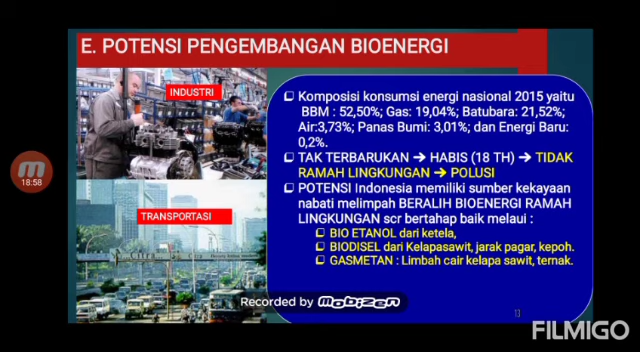 E. POTENSI PENGEMBANGAN BIOENERGI
INDUSTRI
TRANSPORTASI
Komposisi konsumsi energi nasional 2015 yaitu
BBM : 52,50%; Gas: 19,04%; Batubara: 21,52%;
Air:3,73%; Panas Bumi: 3,01%; dan Energi Baru:
0,2%.
TAK TERBARUKAN → HABIS (18 TH) → TIDAK
RAMAH LINGKUNGAN → POLUSI
POTENSI Indonesia memiliki sumber kekayaan
nabati melimpah BERALIH BIOENERGI RAMAH
LINGKUNGAN scr bertahap baik melaui :
BIO ETANOL dari ketela,
BIODISEL dari Kelapasawit, jarak pagar, kepoh.
GASMETAN : Limbah cair kelapa sawit, ternak.
18:58
Recorded by mobizen
FILMIGO